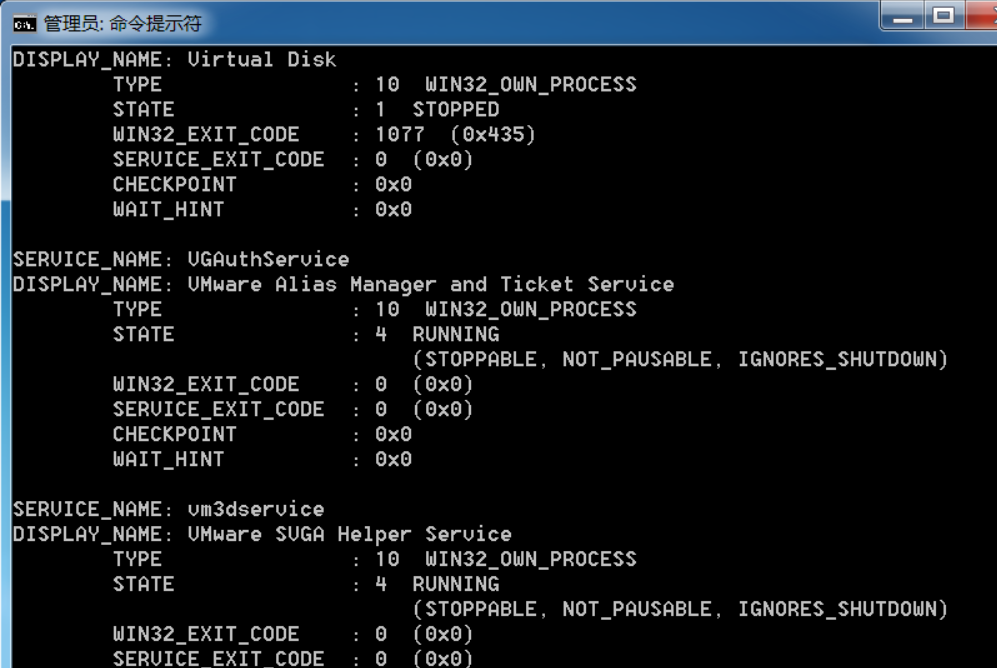 管理员: 命令提示符
DISPLAY_NAME: Virtual Disk
        TYPE               : 10  WIN32_OWN_PROCESS
        STATE              : 1  STOPPED
        WIN32_EXIT_CODE    : 1077  (0x435)
        SERVICE_EXIT_CODE  : 0  (0x0)
        CHECKPOINT         : 0x0
        WAIT_HINT          : 0x0

SERVICE_NAME: VGAuthService
DISPLAY_NAME: VMware Alias Manager and Ticket Service
        TYPE               : 10  WIN32_OWN_PROCESS
        STATE              : 4  RUNNING
                                (STOPPABLE, NOT_PAUSABLE, IGNORES_SHUTDOWN)
        WIN32_EXIT_CODE    : 0  (0x0)
        SERVICE_EXIT_CODE  : 0  (0x0)
        CHECKPOINT         : 0x0
        WAIT_HINT          : 0x0

SERVICE_NAME: vm3dservice
DISPLAY_NAME: VMware SVGA Helper Service
        TYPE               : 10  WIN32_OWN_PROCESS
        STATE              : 4  RUNNING
                                (STOPPABLE, NOT_PAUSABLE, IGNORES_SHUTDOWN)
        WIN32_EXIT_CODE    : 0  (0x0)
        SERVICE_EXIT_CODE  : 0  (0x0)